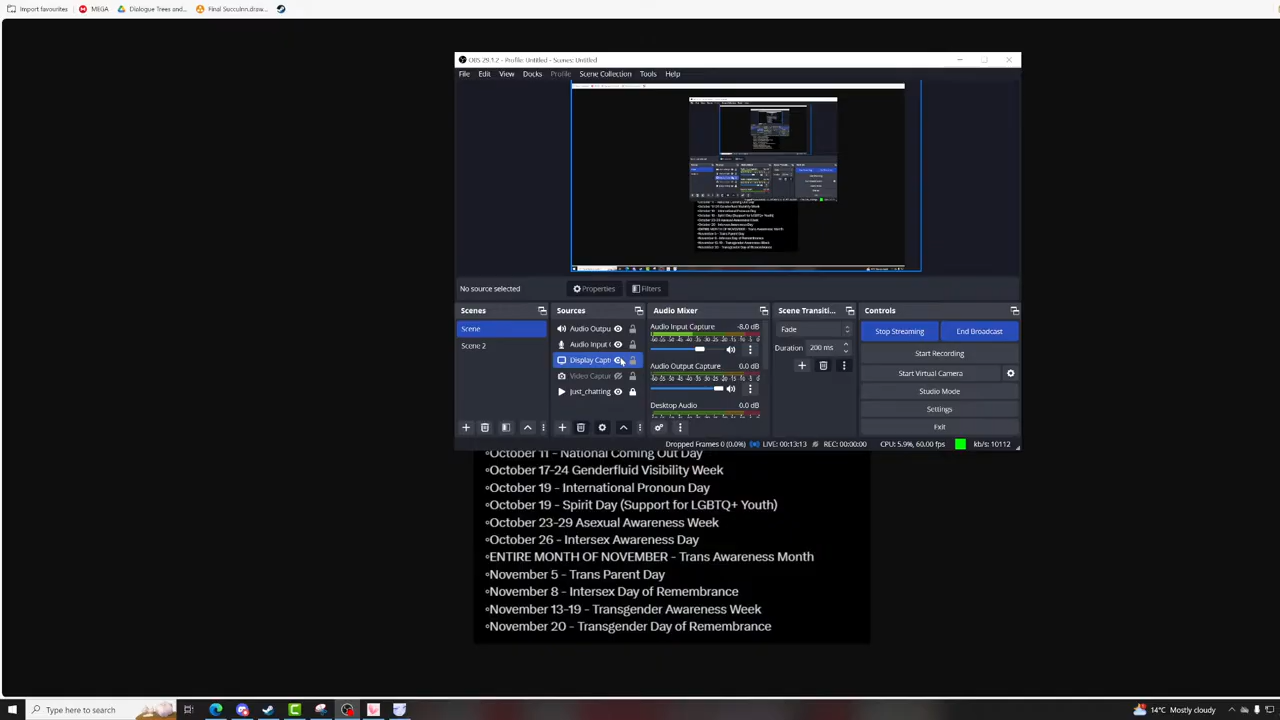 Import favourites MEGA Dialogue Trees and... Final SuccuInn.draw...
OBS 29.1.2 - Profile: Untitled - Scenes: Untitled
File Edit View Docks Profile Scene Collection Tools Help
No source selected Properties Filters
Scenes Sources Audio Mixer Scene Transiti... Controls
Scene
Scene 2
Audio Outpu
Audio Input (
Display Capt
Video Captur
just_chatting
Audio Input Capture -8.0 dB
Audio Output Capture 0.0 dB
Desktop Audio 0.0 dB
Fade
Duration 200 ms
Stop Streaming End Broadcast
Start Recording
Start Virtual Camera
Studio Mode
Settings
Exit
Dropped Frames 0 (0.0%) LIVE: 00:13:13 REC: 00:00:00 CPU: 5.9%, 60.00 fps kb/s: 10112
October 11 - National Coming Out Day
◦October 17-24 Genderfluid Visibility Week
◦October 19 - International Pronoun Day
◦October 19 - Spirit Day (Support for LGBTQ+ Youth)
◦October 23-29 Asexual Awareness Week
◦October 26 - Intersex Awareness Day
◦ENTIRE MONTH OF NOVEMBER - Trans Awareness Month
◦November 5 - Trans Parent Day
◦November 8 - Intersex Day of Remembrance
◦November 13-19 - Transgender Awareness Week
◦November 20 - Transgender Day of Remembrance
Type here to search 14°C Mostly cloudy